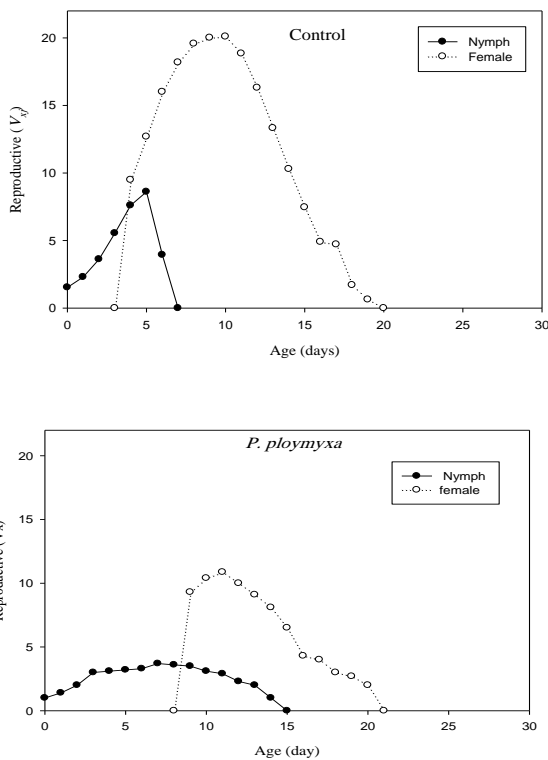 Control
Nymph
Female
Reproductive (Vxj)
20
15
10
5
0
0 5 10 15 20 25 30
Age (days)
P. ploymyxa
Nymph
female
20
15
10
5
0
0 5 10 15 20 25 30
Age (day)